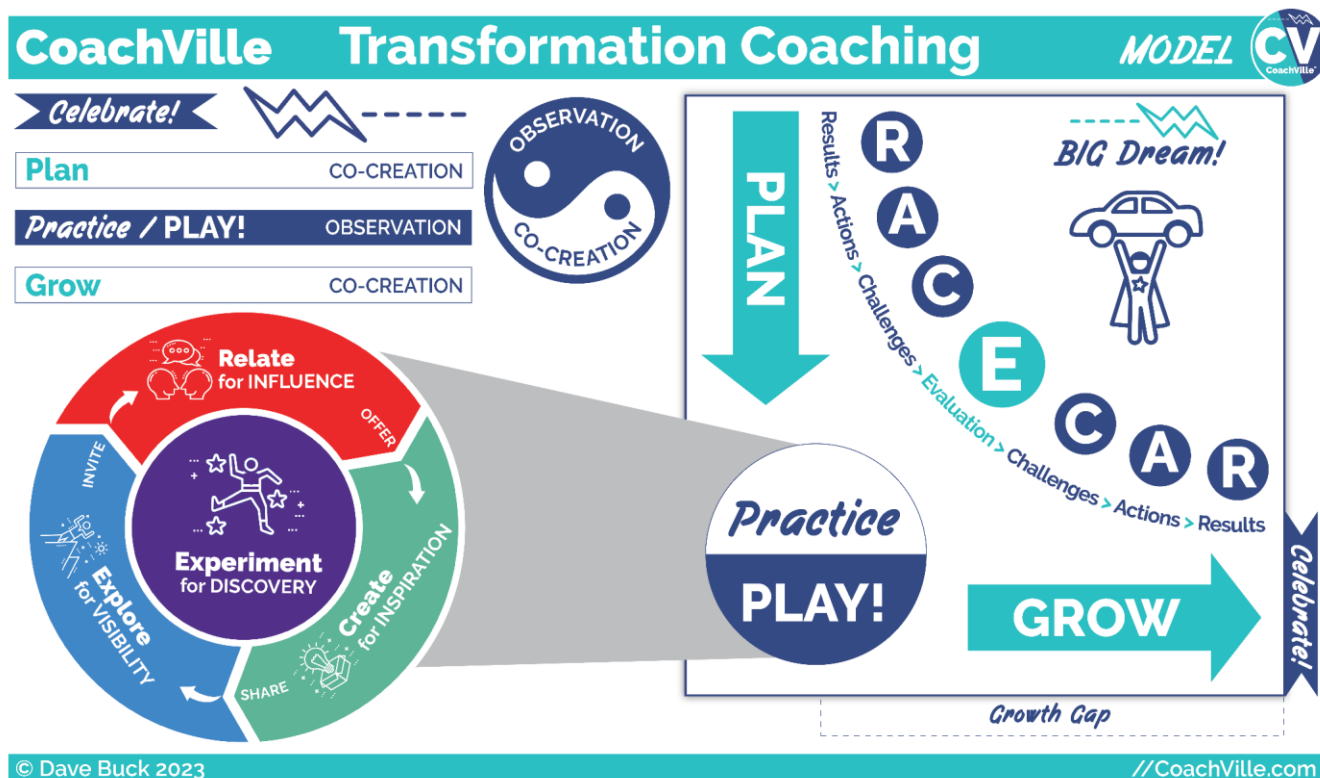 CoachVille Transformation Coaching MODEL
CV
CoachVille®
Celebrate!
Plan CO-CREATION
Practice / PLAY! OBSERVATION
Grow CO-CREATION
OBSERVATION
CO-CREATION
Relate
for INFLUENCE
OFFER
Create
for INSPIRATION
SHARE
Explore
for VISIBILITY
INVITE
Experiment
for DISCOVERY
PLAN
R
A
C
E
C
A
R
Results > Actions > Challenges > Evaluation > Challenges > Actions > Results
BIG Dream!
Practice
PLAY!
GROW
Celebrate!
Growth Gap
© Dave Buck 2023
//CoachVille.com